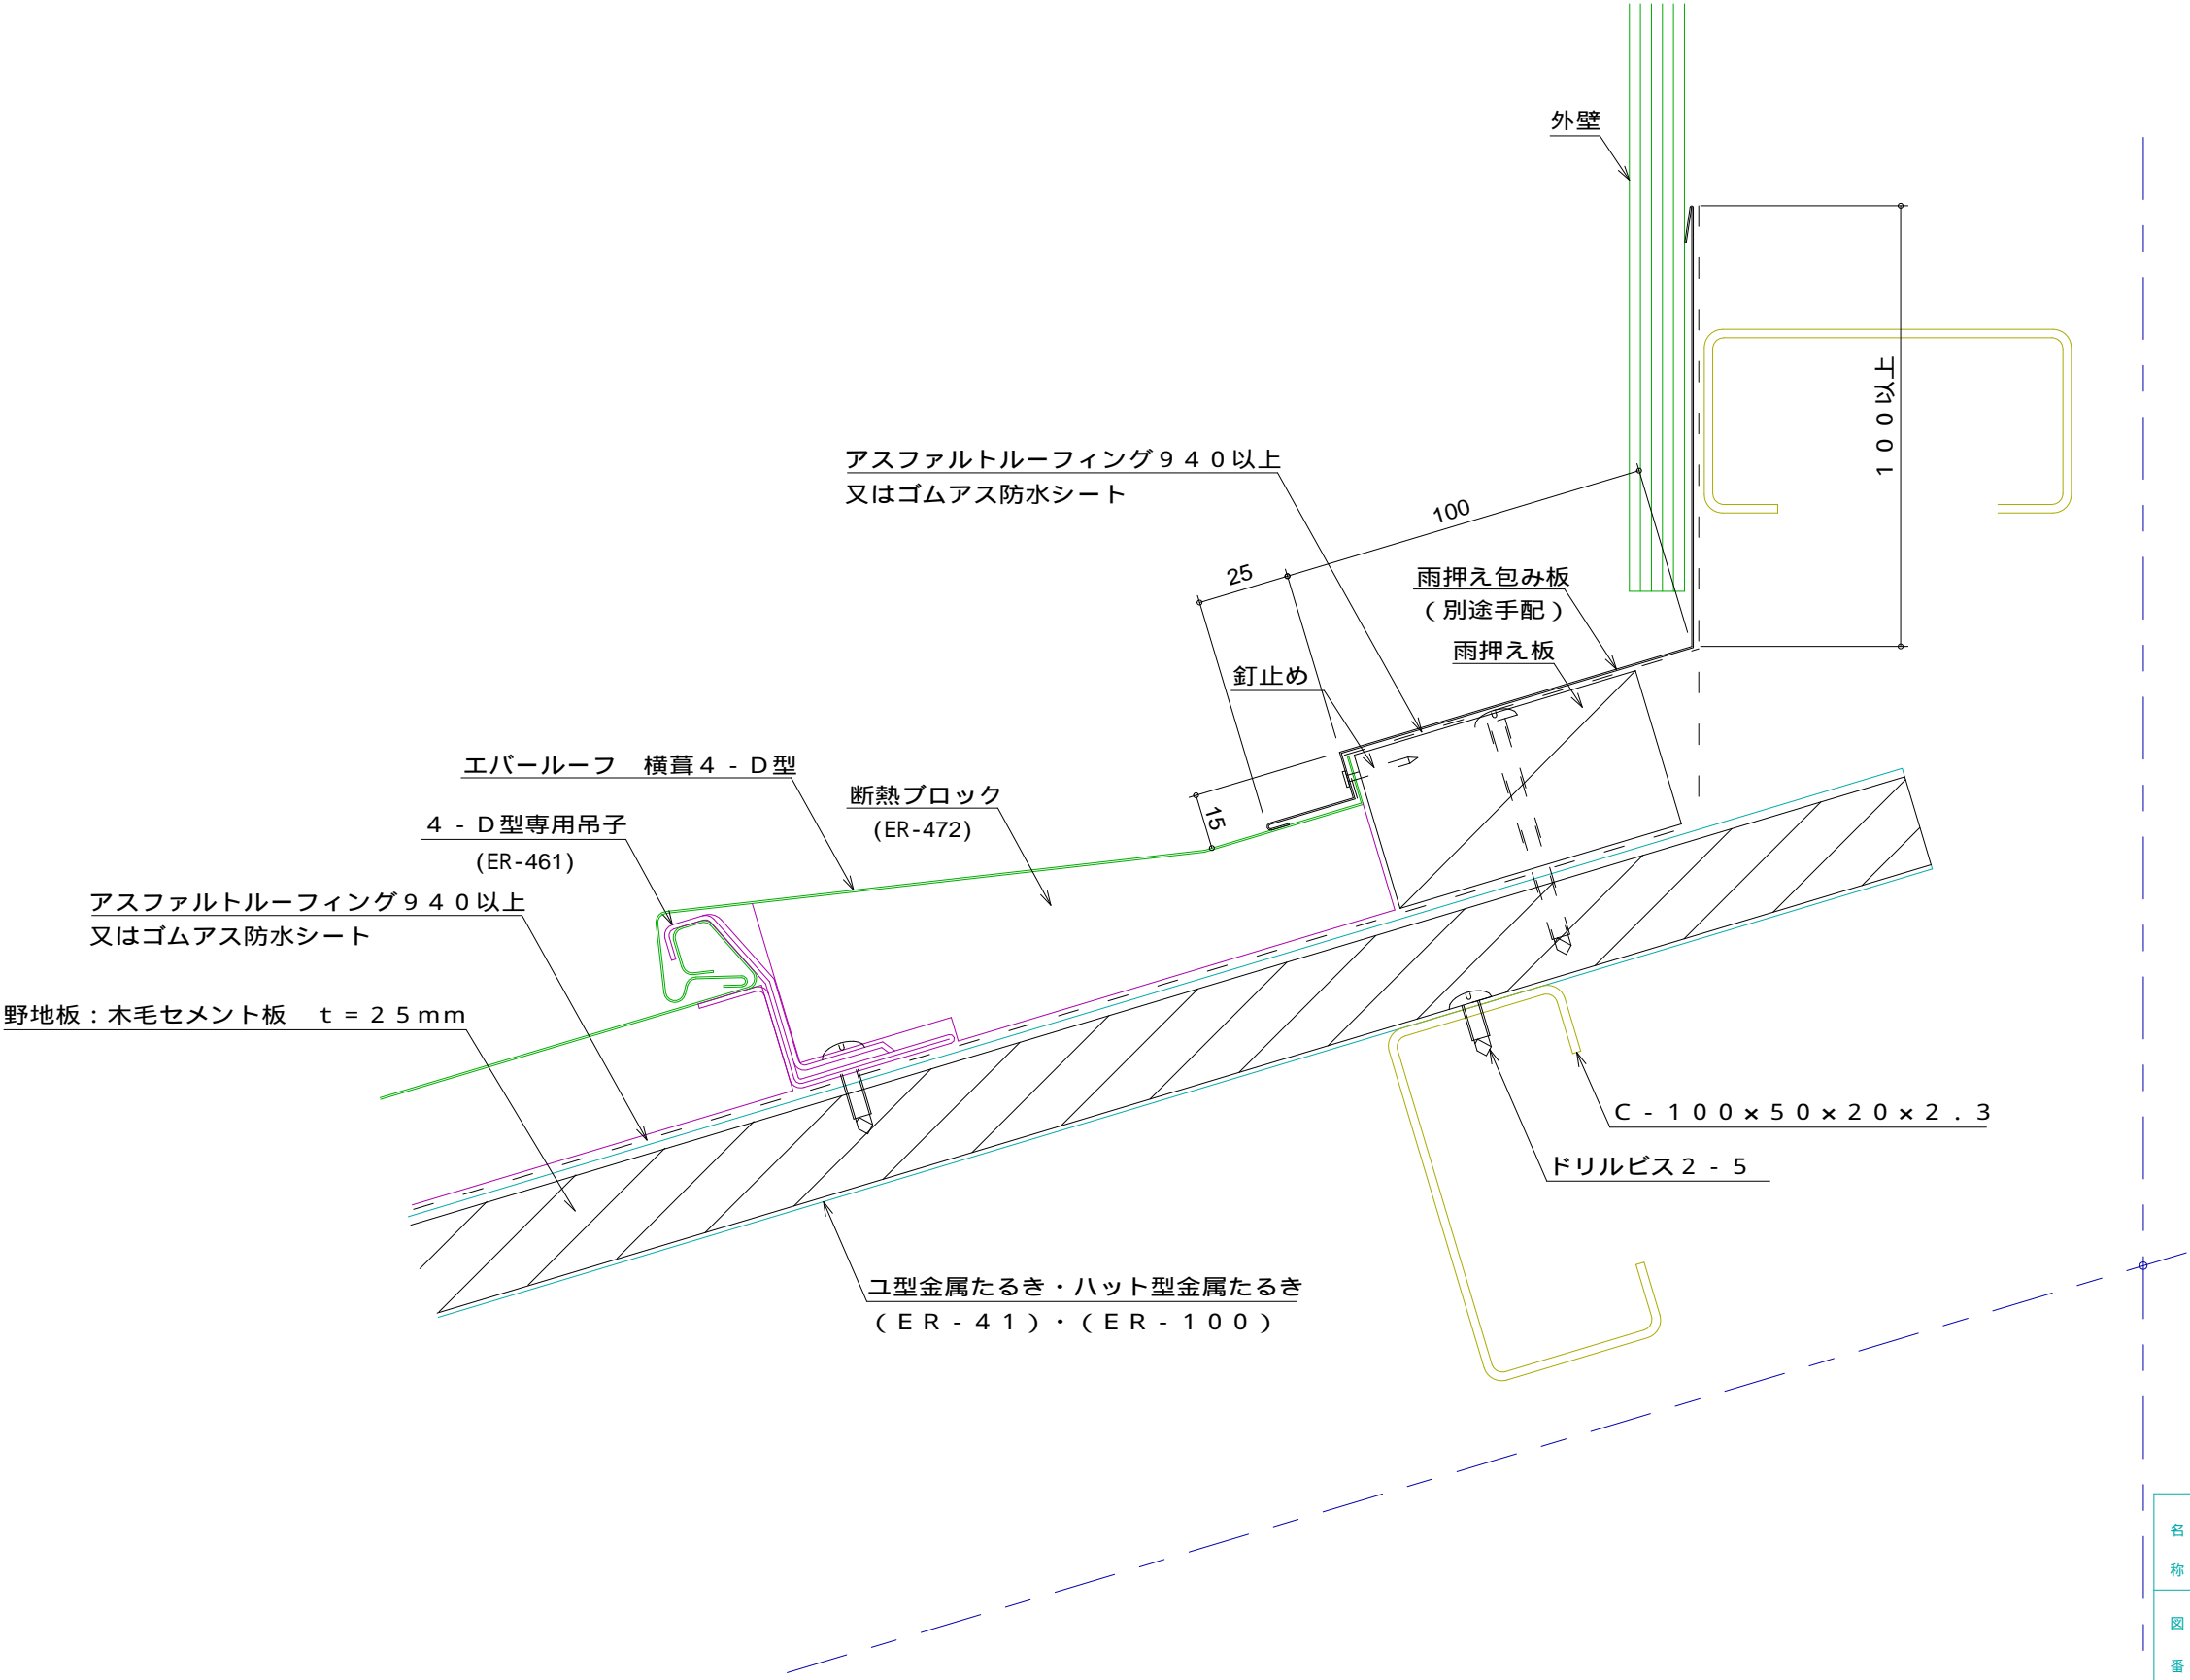 外壁
100以上
アスファルトルーフィング940以上
又はゴムアス防水シート
100
25
雨押え包み板
(別途手配)
雨押え板
釘止め
エバールーフ 横葺4-D型
断熱ブロック
(ER-472)
15
4-D型専用吊子
(ER-461)
アスファルトルーフィング940以上
又はゴムアス防水シート
野地板:木毛セメント板 t=25mm
C-100×50×20×2.3
ドリルビス2-5
ユ型金属たるき・ハット型金属たるき
(ER-41)・(ER-100)
名
称
図
番